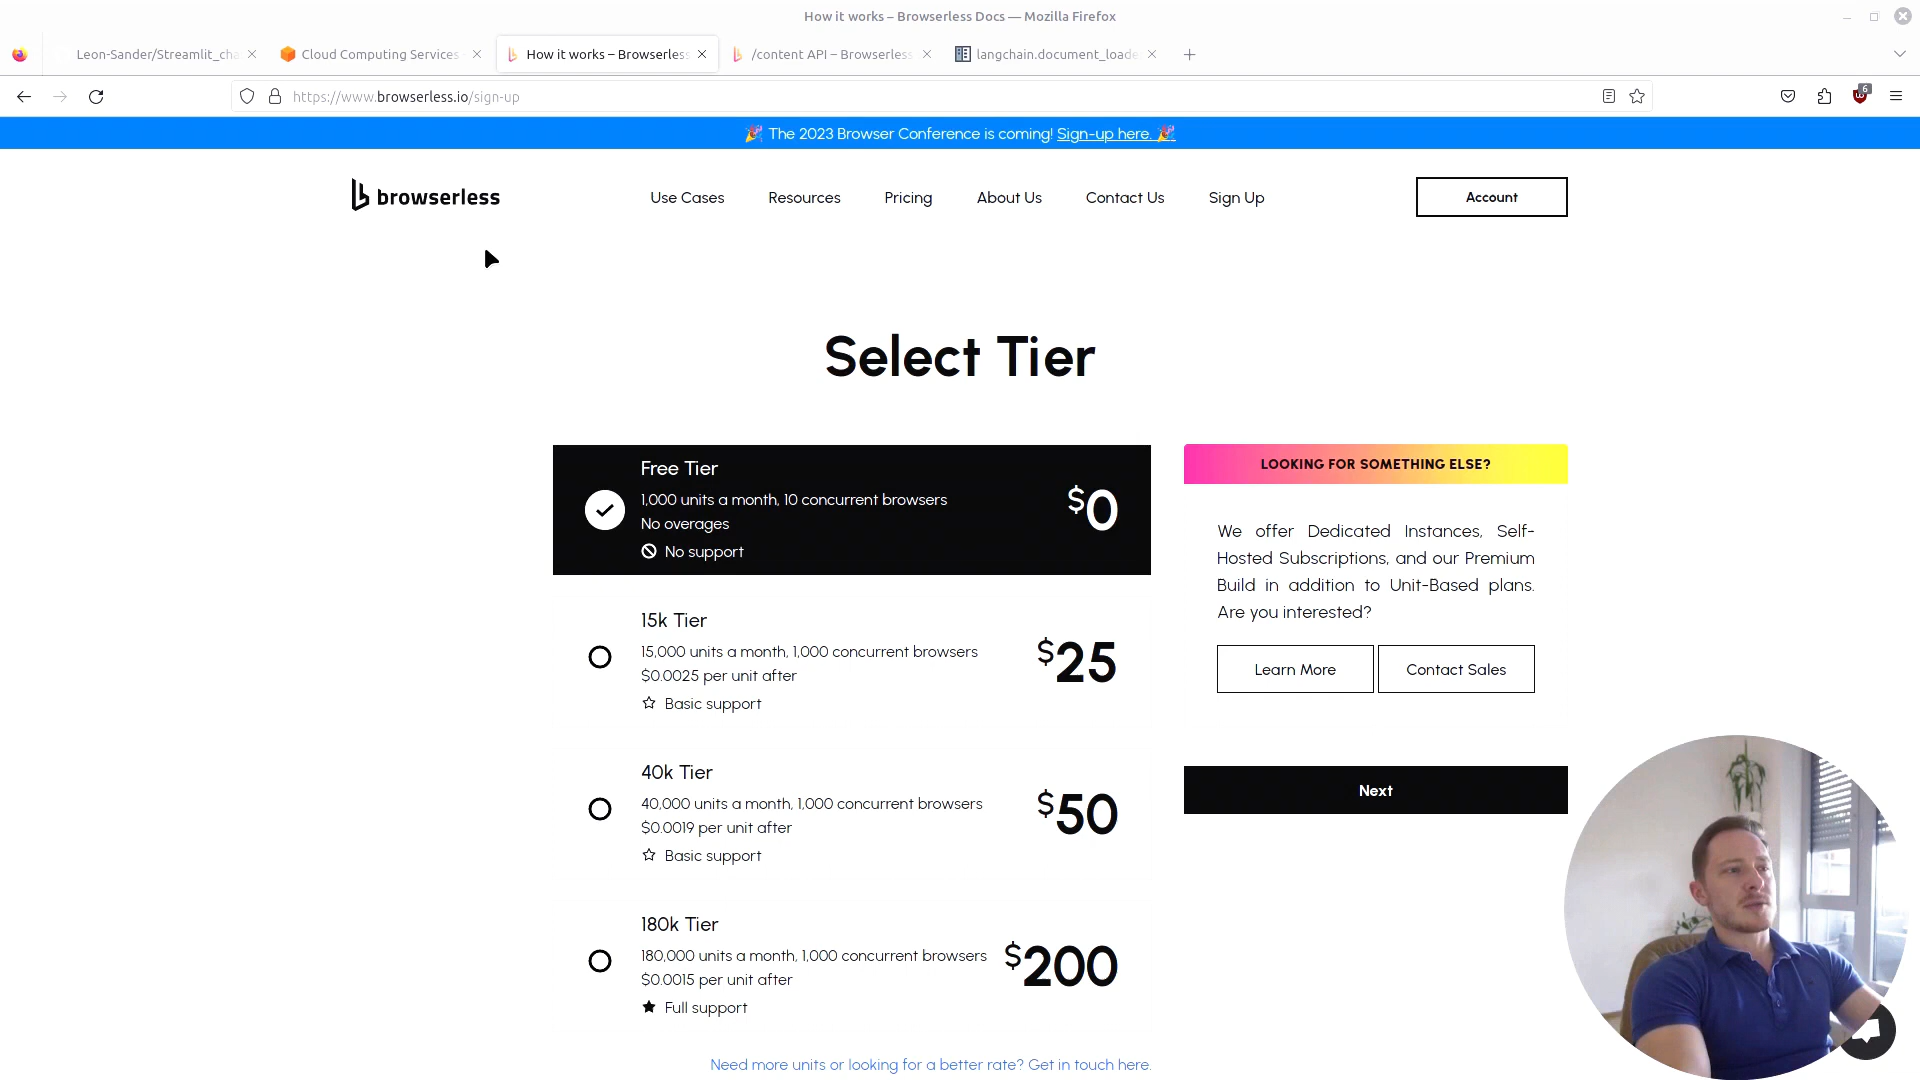 How it works – Browserless Docs — Mozilla Firefox
Leon-Sander/Streamlit_cha
Cloud Computing Services
How it works – Browserless
/content API – Browserless
langchain.document_loade
https://www.browserless.io/sign-up
6
🎉 The 2023 Browser Conference is coming! Sign-up here. 🎉
browserless
Use Cases
Resources
Pricing
About Us
Contact Us
Sign Up
Account
Select Tier
Free Tier
1,000 units a month, 10 concurrent browsers
No overages
No support
$0
15k Tier
15,000 units a month, 1,000 concurrent browsers
$0.0025 per unit after
Basic support
$25
40k Tier
40,000 units a month, 1,000 concurrent browsers
$0.0019 per unit after
Basic support
$50
180k Tier
180,000 units a month, 1,000 concurrent browsers
$0.0015 per unit after
Full support
$200
Need more units or looking for a better rate? Get in touch here.
LOOKING FOR SOMETHING ELSE?
We offer Dedicated Instances, Self-
Hosted Subscriptions, and our Premium
Build in addition to Unit-Based plans.
Are you interested?
Learn More
Contact Sales
Next